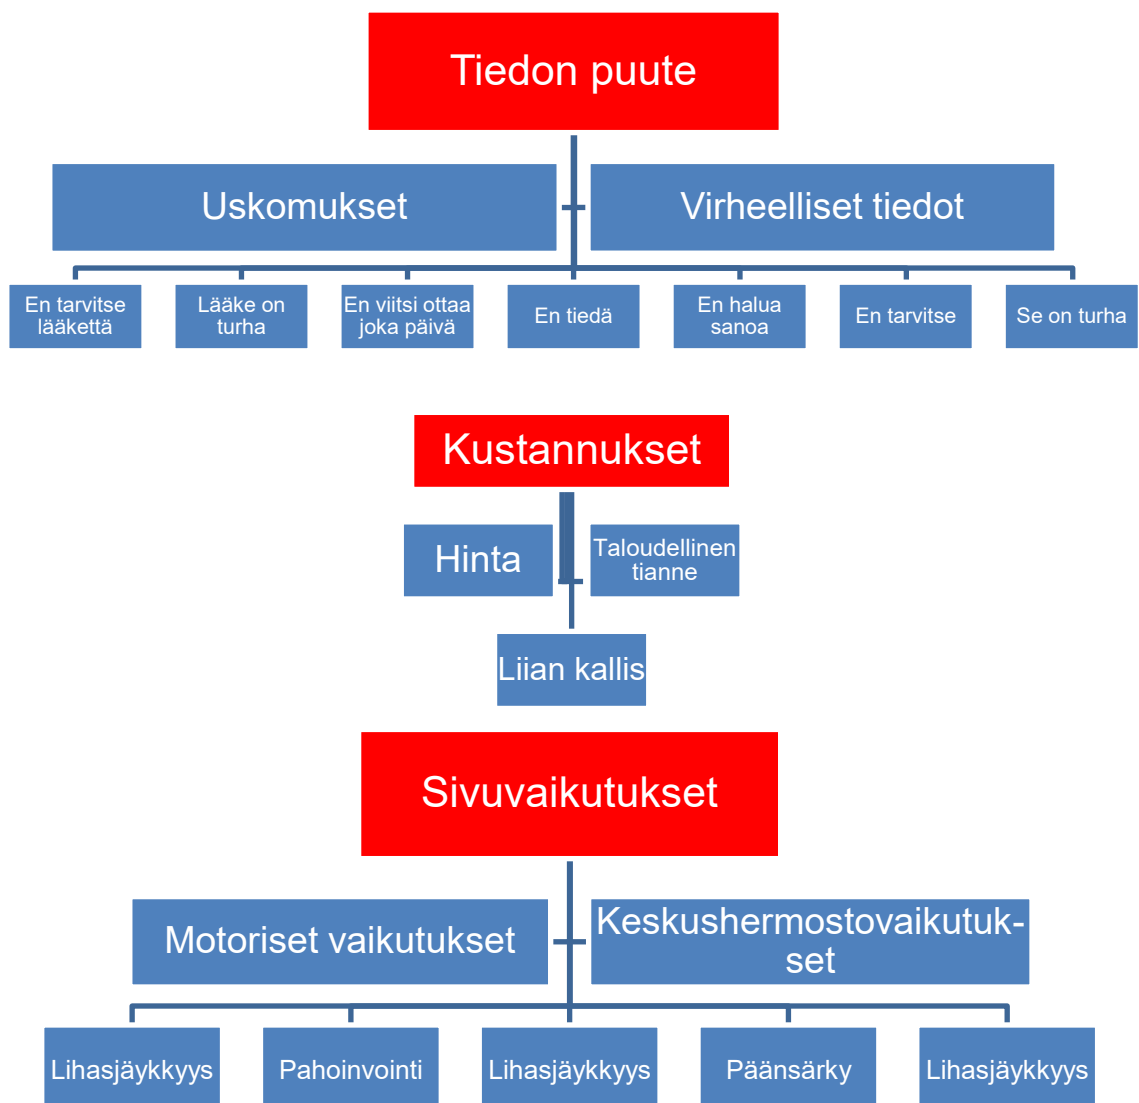 Tiedon puute
Uskomukset
Virheelliset tiedot
En tarvitse
lääkettä
Lääke on
turha
En viitsi ottaa
joka päivä
En tiedä
En halua
sanoa
En tarvitse
Se on turha
Kustannukset
Hinta
Taloudellinen
tianne
Liian kallis
Sivuvaikutukset
Motoriset vaikutukset
Keskushermostovaikutuk-
set
Lihasjäykkyys
Pahoinvointi
Lihasjäykkyys
Päänsärky
Lihasjäykkyys